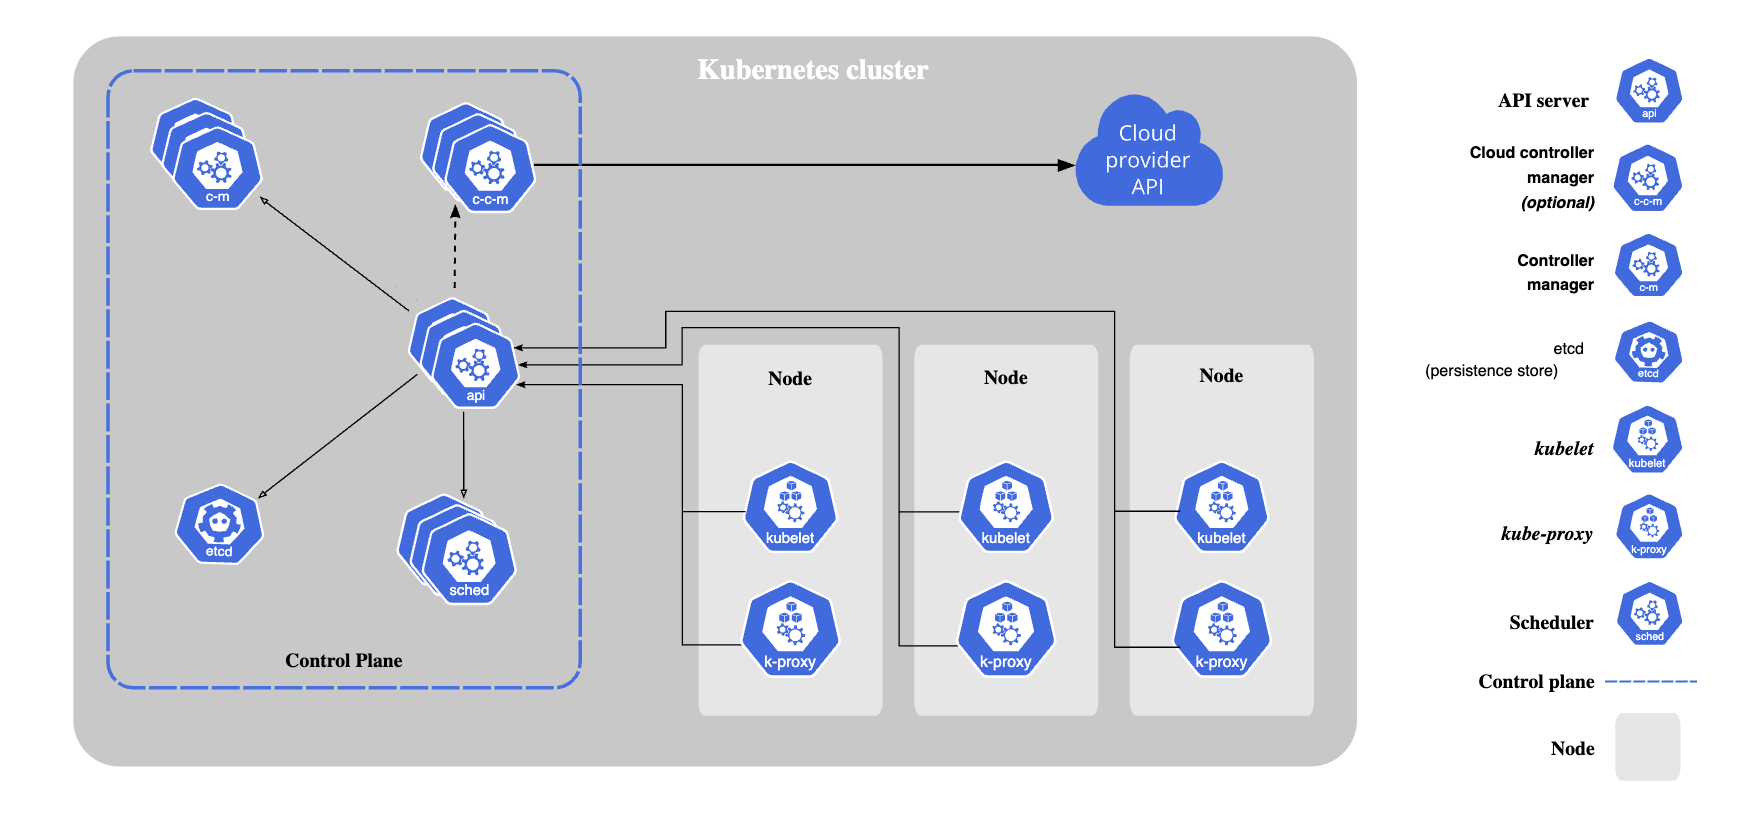 Kubernetes cluster
c-m
c-c-m
Cloud
provider
API
api
etcd
sched
Control Plane
Node
kubelet
k-proxy
Node
kubelet
k-proxy
Node
kubelet
k-proxy
API server
api
Cloud controller
manager
(optional)
c-c-m
Controller
manager
c-m
etcd
(persistence store)
etcd
kubelet
kubelet
kube-proxy
k-proxy
Scheduler
sched
Control plane
Node